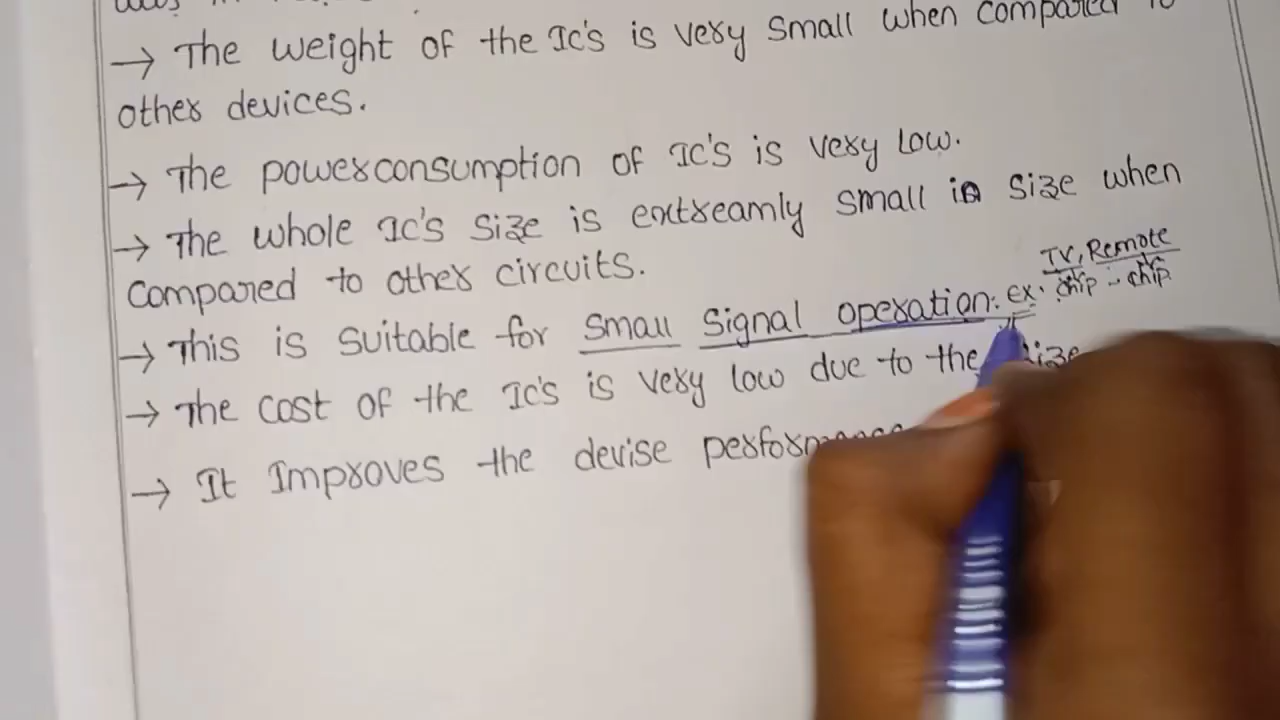 → The weight of the Ic's is very small when compared to
other devices.
→ The powerconsumption of Ic's is very low.
→ The whole Ic's size is extreamly small in size when
compared to other circuits.
TV, Remote
chip - chip
→ This is suitable for small signal operation: ex.
→ The cost of the Ic's is very low due to the size
→ It Improves the devise performance